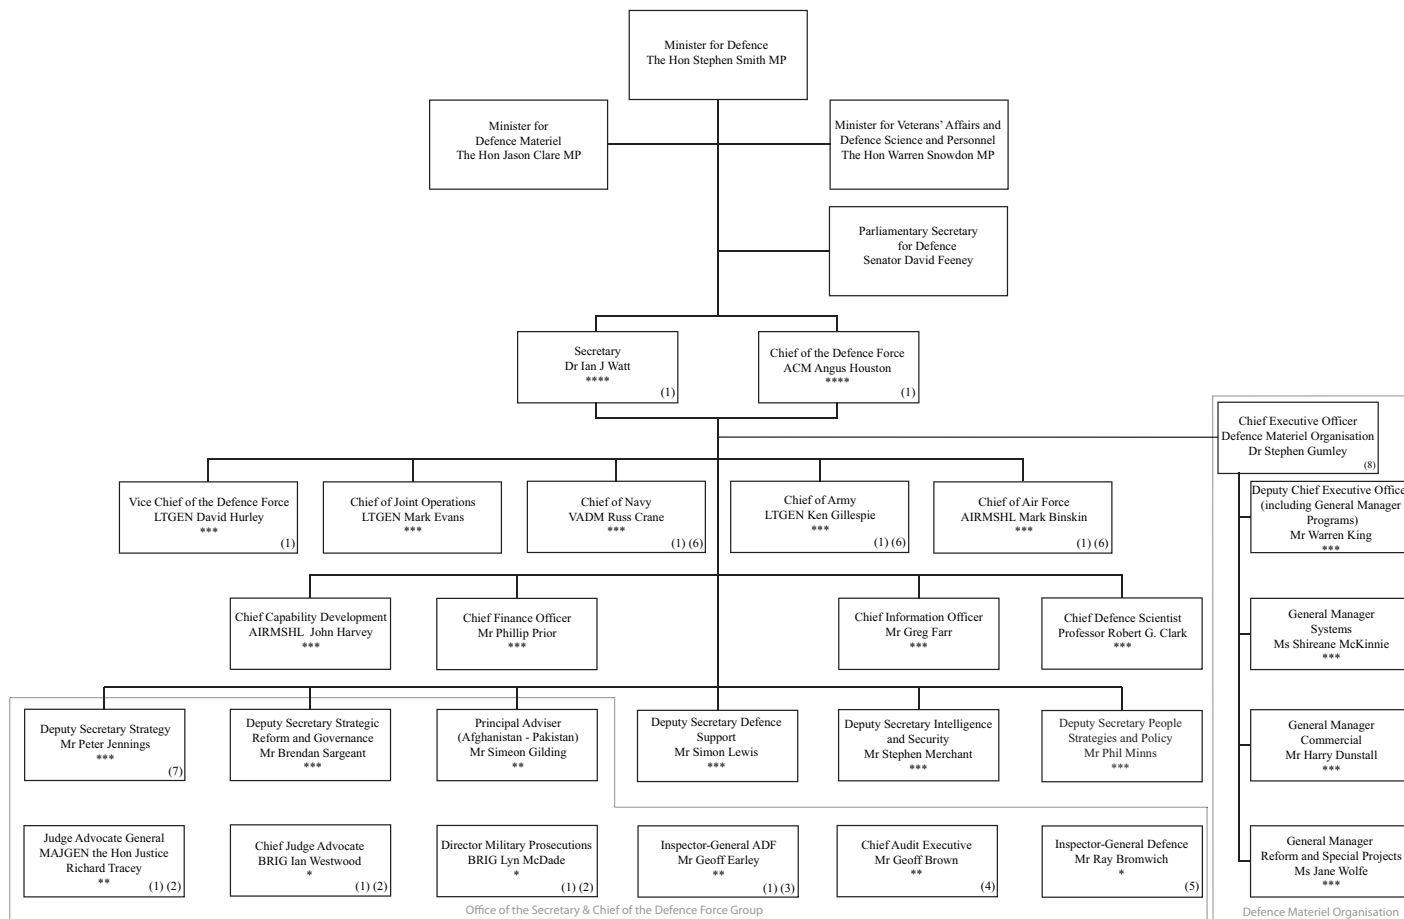 Minister for Defence
The Hon Stephen Smith MP
Minister for
Defence Materiel
The Hon Jason Clare MP
Minister for Veterans' Affairs and
Defence Science and Personnel
The Hon Warren Snowdon MP
Parliamentary Secretary
for Defence
Senator David Feeney
Secretary
Dr Ian J Watt
****
(1)
Chief of the Defence Force
ACM Angus Houston
****
(1)
Chief Executive Officer
Defence Materiel Organisation
Dr Stephen Gumley
(8)
Vice Chief of the Defence Force
LTGEN David Hurley
***
(1)
Chief of Joint Operations
LTGEN Mark Evans
***
Chief of Navy
VADM Russ Crane
***
(1) (6)
Chief of Army
LTGEN Ken Gillespie
***
(1) (6)
Chief of Air Force
AIRMSHL Mark Binskin
***
(1) (6)
Deputy Chief Executive Office
(including General Manager
Programs)
Mr Warren King
***
Chief Capability Development
AIRMSHL John Harvey
***
Chief Finance Officer
Mr Phillip Prior
***
Chief Information Officer
Mr Greg Farr
***
Chief Defence Scientist
Professor Robert G. Clark
***
General Manager
Systems
Ms Shireane McKinnie
***
Deputy Secretary Strategy
Mr Peter Jennings
***
(7)
Deputy Secretary Strategic
Reform and Governance
Mr Brendan Sargeant
***
Principal Adviser
(Afghanistan - Pakistan)
Mr Simeon Gilding
**
Deputy Secretary Defence
Support
Mr Simon Lewis
***
Deputy Secretary Intelligence
and Security
Mr Stephen Merchant
***
Deputy Secretary People
Strategies and Policy
Mr Phil Minns
***
General Manager
Commercial
Mr Harry Dunstall
***
Judge Advocate General
MAJGEN the Hon Justice
Richard Tracey
**
(1) (2)
Chief Judge Advocate
BRIG Ian Westwood
*
(1) (2)
Director Military Prosecutions
BRIG Lyn McDade
*
(1) (2)
Inspector-General ADF
Mr Geoff Earley
**
(1) (3)
Chief Audit Executive
Mr Geoff Brown
**
(4)
Inspector-General Defence
Mr Ray Bromwich
*
(5)
General Manager
Reform and Special Projects
Ms Jane Wolfe
***
Office of the Secretary & Chief of the Defence Force Group
Defence Materiel Organisation